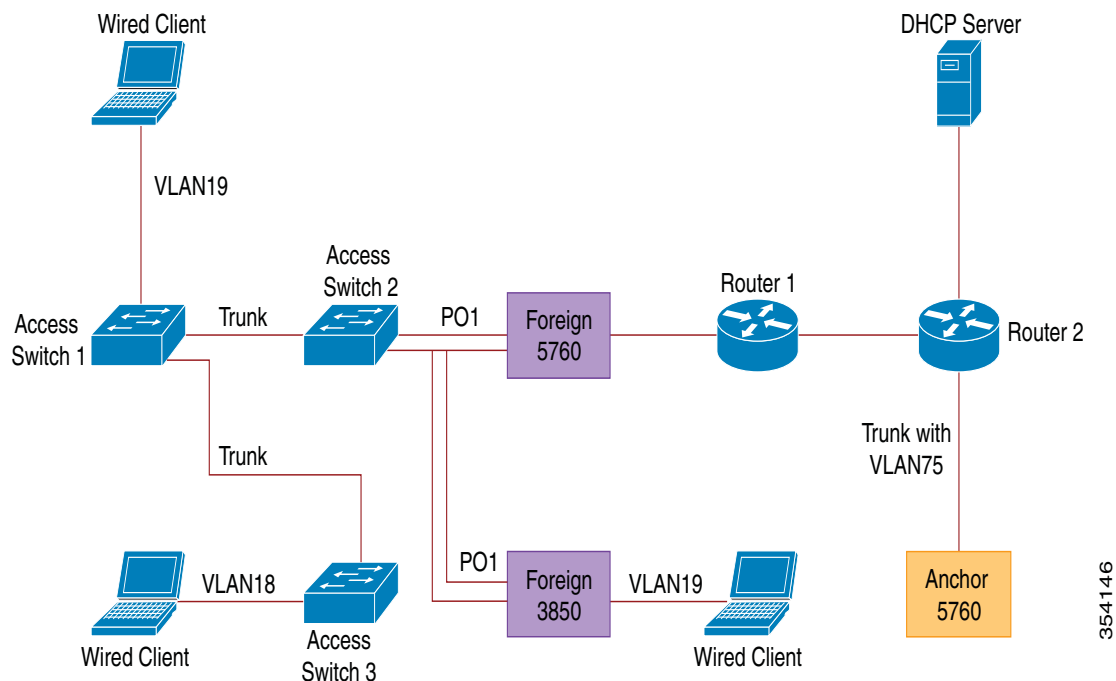 Wired Client
DHCP Server
VLAN19
Access
Switch 2
Router 1
Access
Switch 1
Trunk
PO1
Foreign
5760
Router 2
Trunk
Trunk with
VLAN75
PO1
VLAN18
Foreign
3850
VLAN19
Anchor
5760
Wired Client
Access
Switch 3
Wired Client
354146